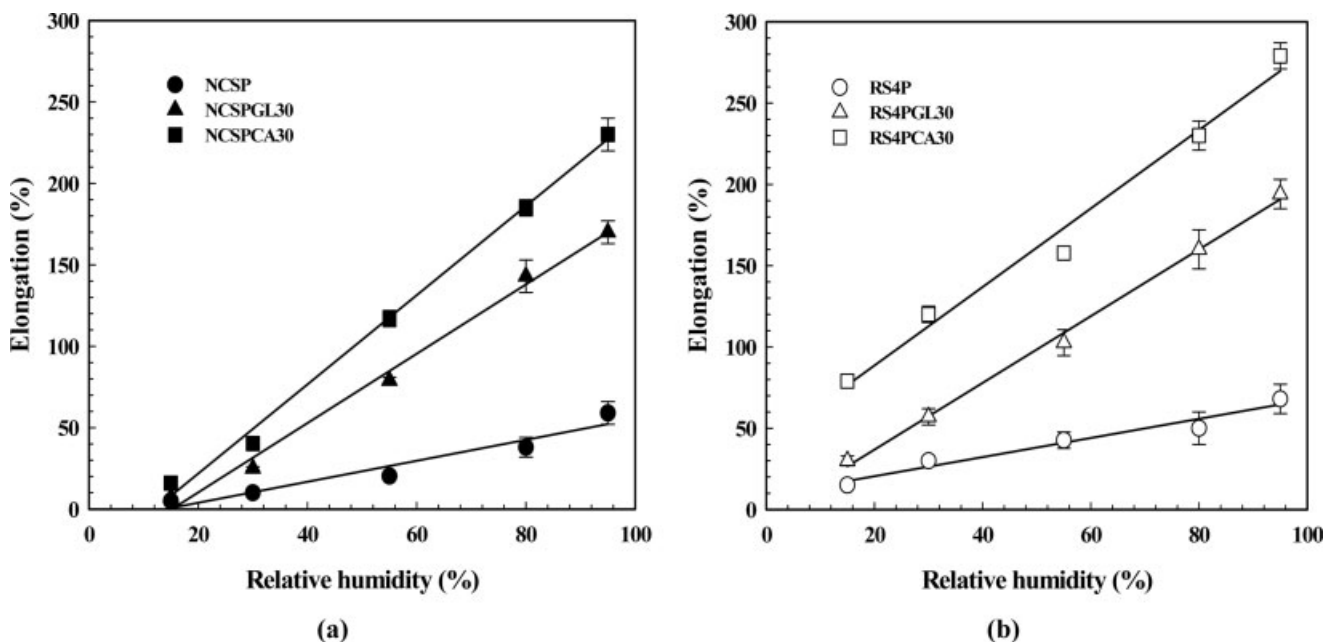 300
250
200
150
100
50
0
Elongation (%)
NCSP
NCSPGL30
NCSPCA30
0 20 40 60 80 100
Relative humidity (%)
(a)
300
250
200
150
100
50
0
Elongation (%)
RS4P
RS4PGL30
RS4PCA30
0 20 40 60 80 100
Relative humidity (%)
(b)